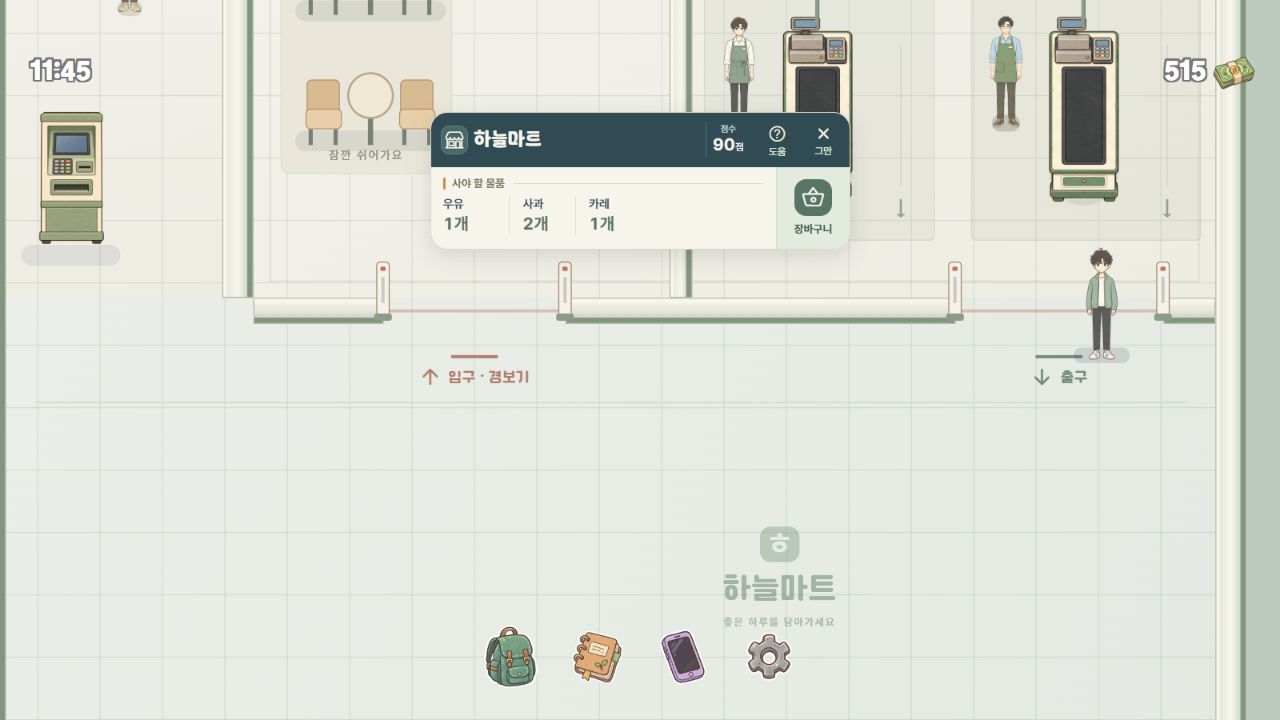 11:45
515
잠깐 쉬어가요
하늘마트
점수
90점
도움
그만
사야 할 물품
우유
1개
사과
2개
카레
1개
장바구니
입구 · 경보기
출구
ㅎ
하늘마트
좋은 하루를 담아가세요